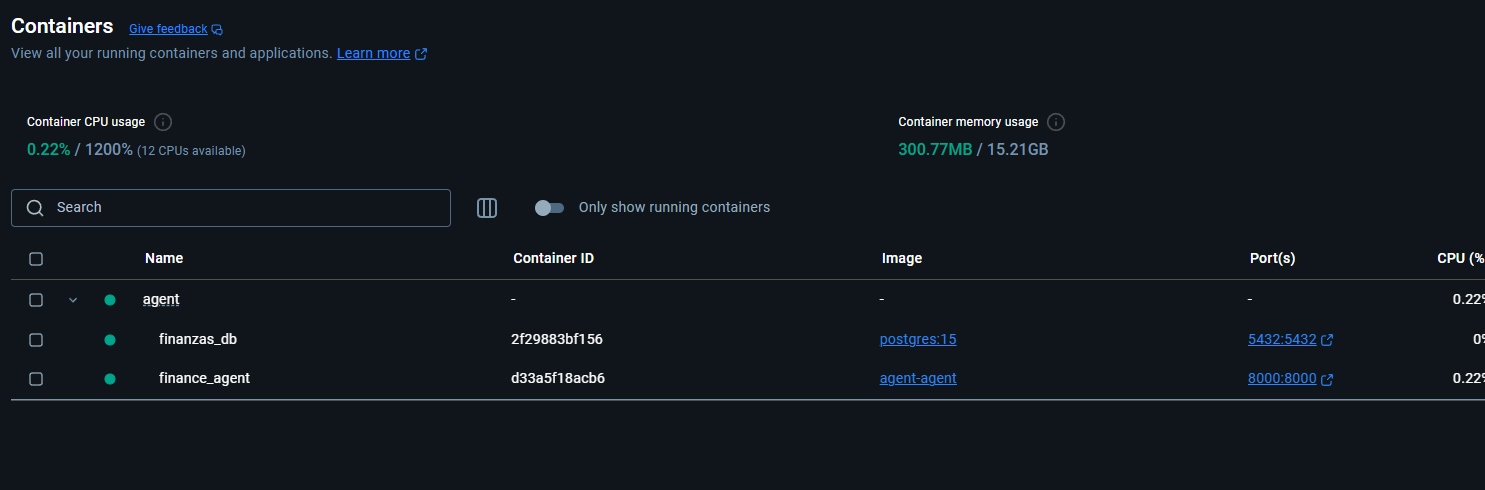 Containers Give feedback
View all your running containers and applications. Learn more
Container CPU usage
0.22% / 1200% (12 CPUs available)
Container memory usage
300.77MB / 15.21GB
Search
Only show running containers
Name Container ID Image Port(s) CPU (%
agent - - - 0.22%
finanzas_db 2f29883bf156 postgres:15 5432:5432 0%
finance_agent d33a5f18acb6 agent-agent 8000:8000 0.22%